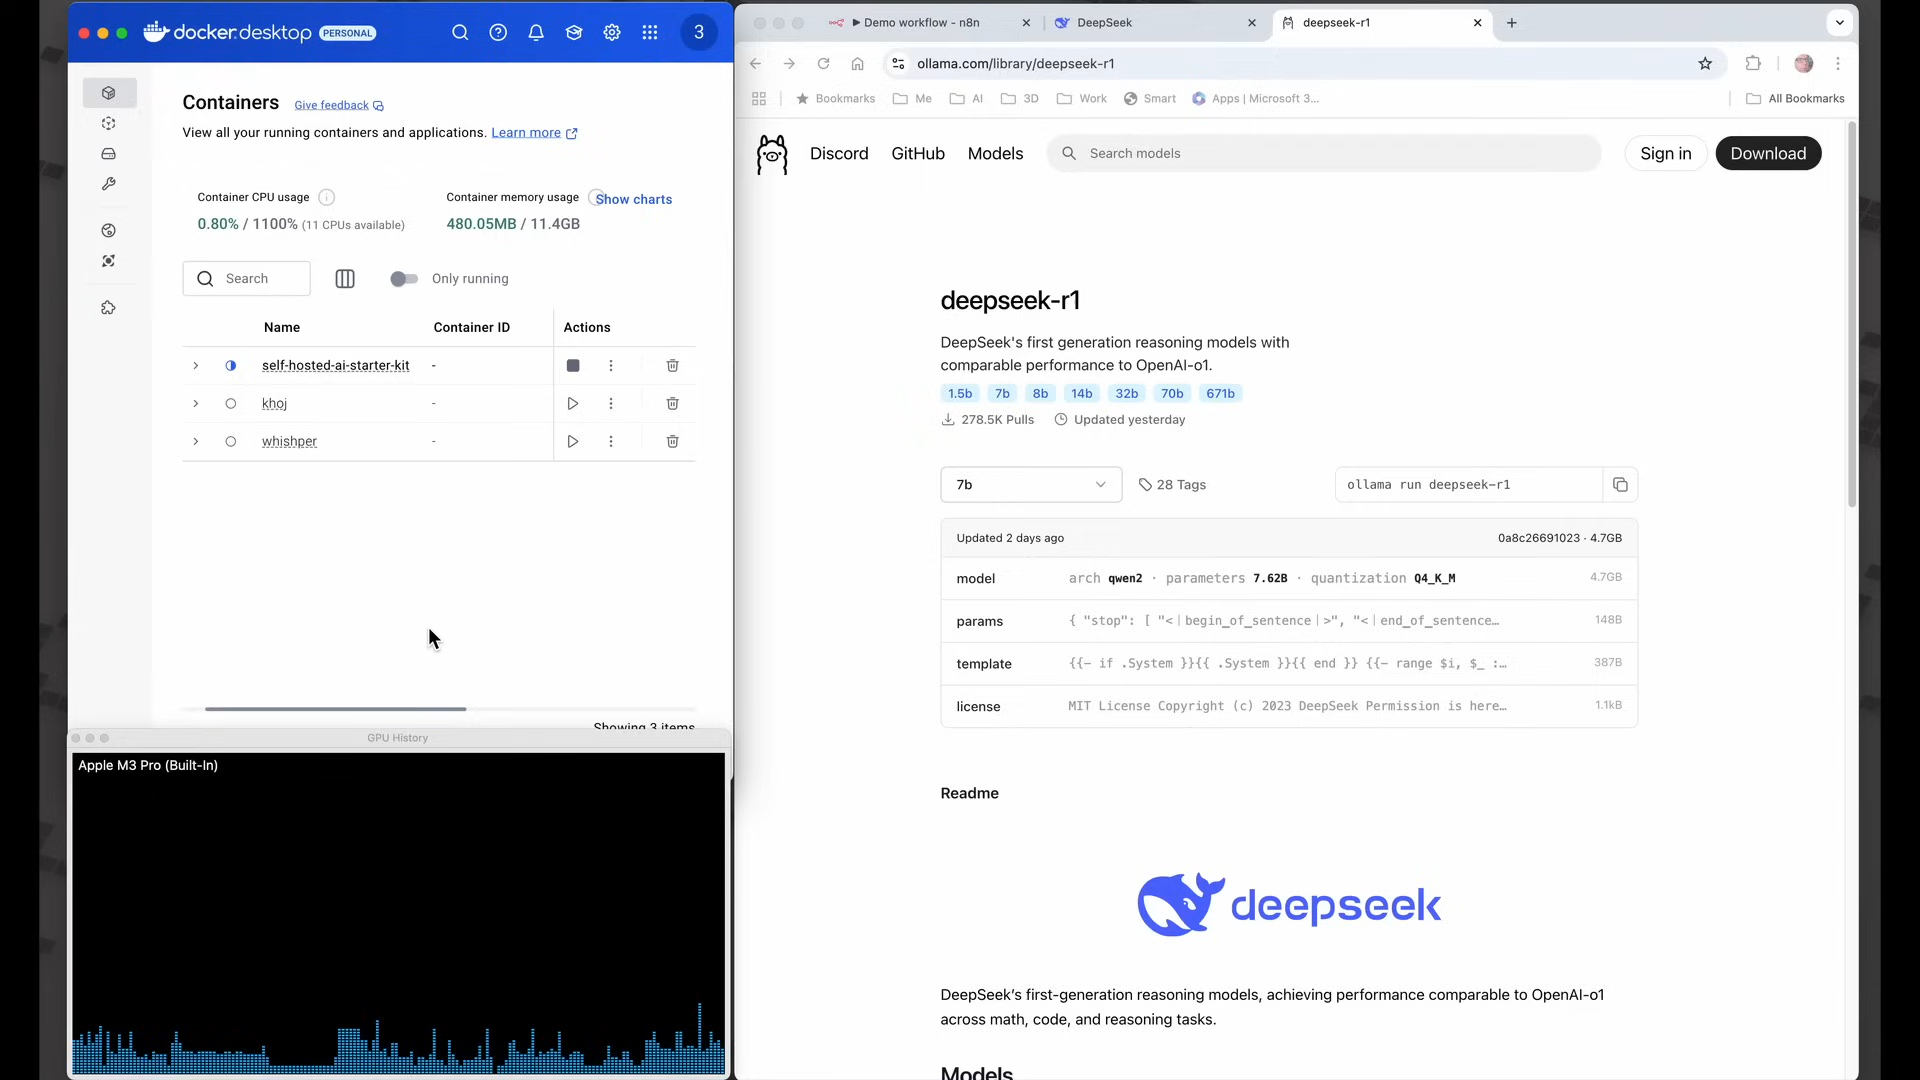 docker desktop PERSONAL
3
Containers Give feedback
View all your running containers and applications. Learn more
Container CPU usage
0.80% / 1100% (11 CPUs available)
Container memory usage
480.05MB / 11.4GB
Show charts
Search
Only running
Name Container ID Actions
self-hosted-ai-starter-kit -
khoj -
whishper -
Showing 3 items
GPU History
Apple M3 Pro (Built-In)
Demo workflow - n8n
DeepSeek
deepseek-r1
ollama.com/library/deepseek-r1
Bookmarks Me AI 3D Work Smart Apps | Microsoft 3... All Bookmarks
Discord GitHub Models Search models Sign in Download
deepseek-r1
DeepSeek's first generation reasoning models with
comparable performance to OpenAI-o1.
1.5b 7b 8b 14b 32b 70b 671b
278.5K Pulls Updated yesterday
7b 28 Tags ollama run deepseek-r1
Updated 2 days ago 0a8c26691023 · 4.7GB
model arch qwen2 · parameters 7.62B · quantization Q4_K_M 4.7GB
params { "stop": [ "<|begin_of_sentence|>", "<|end_of_sentence… 148B
template {{- if .System }}{{ .System }}{{ end }} {{- range $i, $_ :… 387B
license MIT License Copyright (c) 2023 DeepSeek Permission is here… 1.1kB
Readme
deepseek
DeepSeek’s first-generation reasoning models, achieving performance comparable to OpenAI-o1
across math, code, and reasoning tasks.
Models